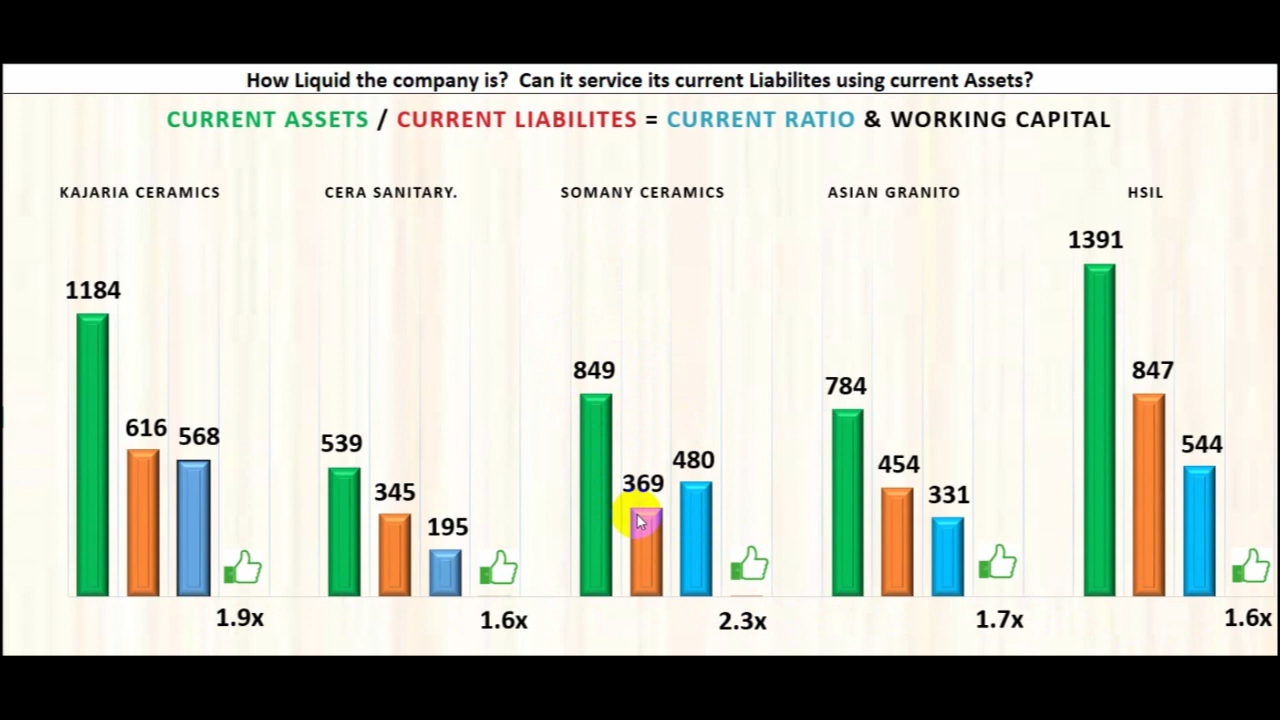 How Liquid the company is? Can it service its current Liabilites using current Assets?
CURRENT ASSETS / CURRENT LIABILITES = CURRENT RATIO & WORKING CAPITAL
KAJARIA CERAMICS
1184
616
568
1.9x
CERA SANITARY.
539
345
195
1.6x
SOMANY CERAMICS
849
369
480
2.3x
ASIAN GRANITO
784
454
331
1.7x
HSIL
1391
847
544
1.6x